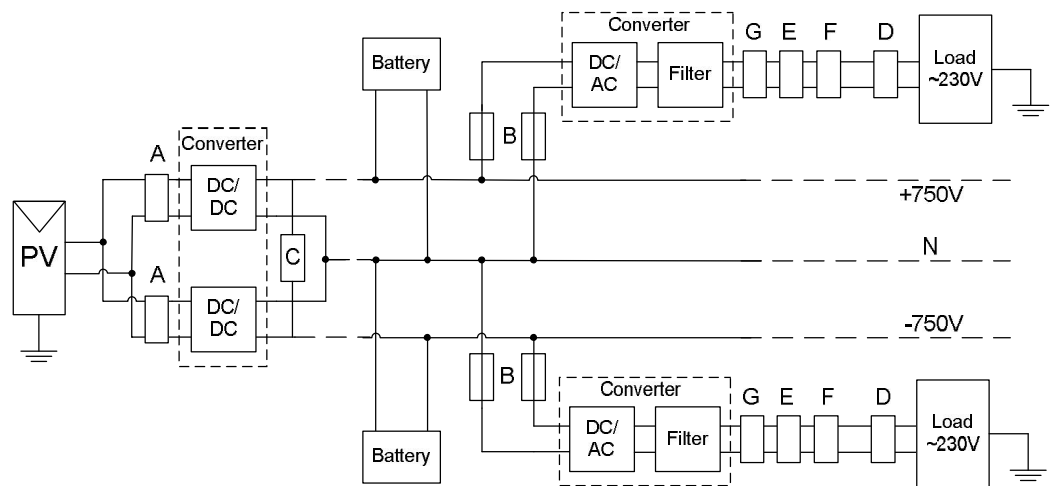 Converter
G E F D
Battery
DC/
AC
Filter
Load
~230V
B
A
Converter
DC/
DC
+750V
PV
C
N
A
DC/
DC
-750V
B
Converter
G E F D
Battery
DC/
AC
Filter
Load
~230V